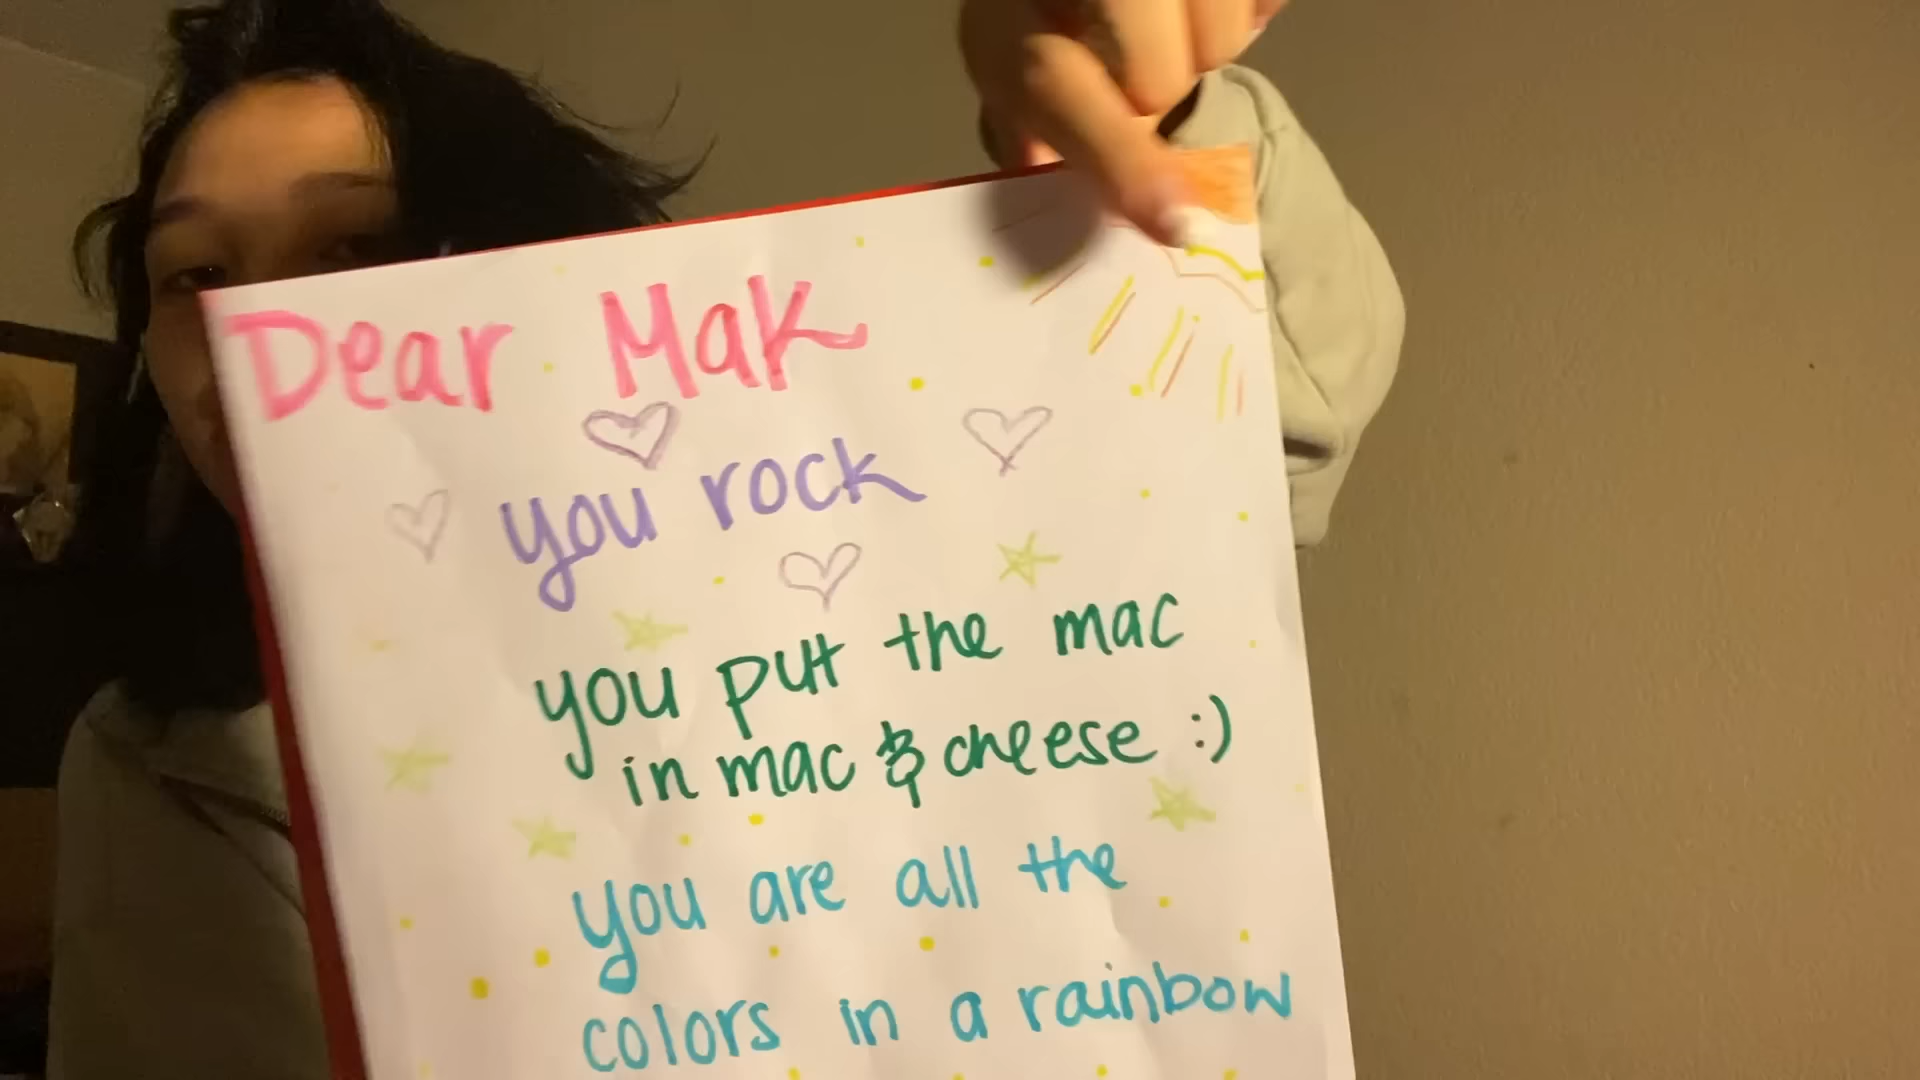 Dear Mak
you rock
you put the mac
in mac & cheese :)
you are all the
colors in a rainbow